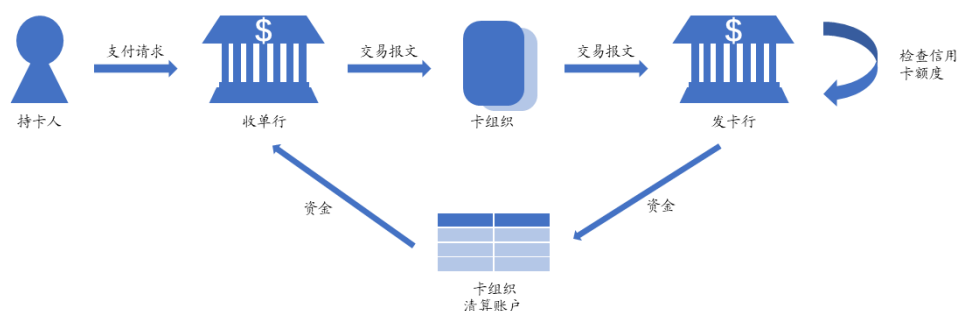 支付请求
交易报文
交易报文
检查信用
卡额度
持卡人
收单行
卡组织
发卡行
资金
资金
卡组织
清算账户
$
$